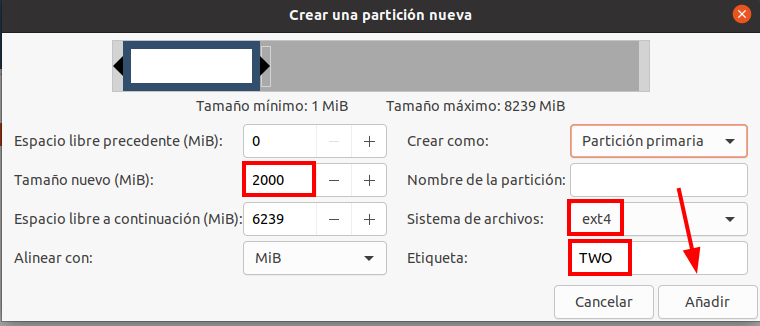 Crear una partición nueva
Tamaño mínimo: 1 MiB Tamaño máximo: 8239 MiB
Espacio libre precedente (MiB): 0 Crear como: Partición primaria
Tamaño nuevo (MiB): 2000 Nombre de la partición:
Espacio libre a continuación (MiB): 6239 Sistema de archivos: ext4
Alinear con: MiB Etiqueta: TWO
Cancelar Añadir